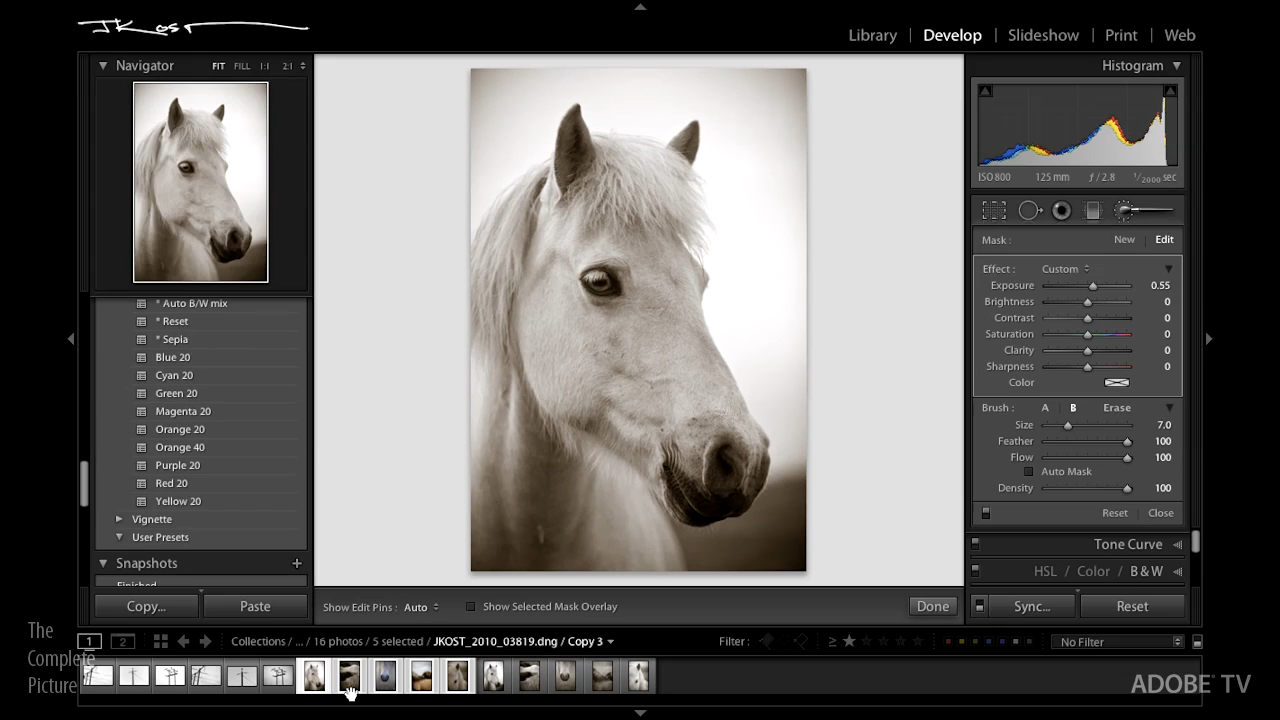 JKost
Library | Develop | Slideshow | Print | Web
Navigator FIT FILL 1:1 2:1
Histogram
ISO 800 125 mm ƒ / 2.8 1/2000 sec
Mask : New Edit
Effect : Custom
Exposure 0.55
Brightness 0
Contrast 0
Saturation 0
Clarity 0
Sharpness 0
Color
Brush : A B Erase
Size 7.0
Feather 100
Flow 100
Auto Mask
Density 100
Reset Close
Tone Curve
HSL / Color / B&W
Sync... Reset
* Auto B/W mix
* Reset
* Sepia
Blue 20
Cyan 20
Green 20
Magenta 20
Orange 20
Orange 40
Purple 20
Red 20
Yellow 20
Vignette
User Presets
Snapshots +
Finished
Copy... Paste
Show Edit Pins : Auto Show Selected Mask Overlay Done
1 2 Collections / ... / 16 photos / 5 selected / JKOST_2010_03819.dng / Copy 3 Filter : ≥ No Filter
The
Complete
Picture
ADOBE® TV